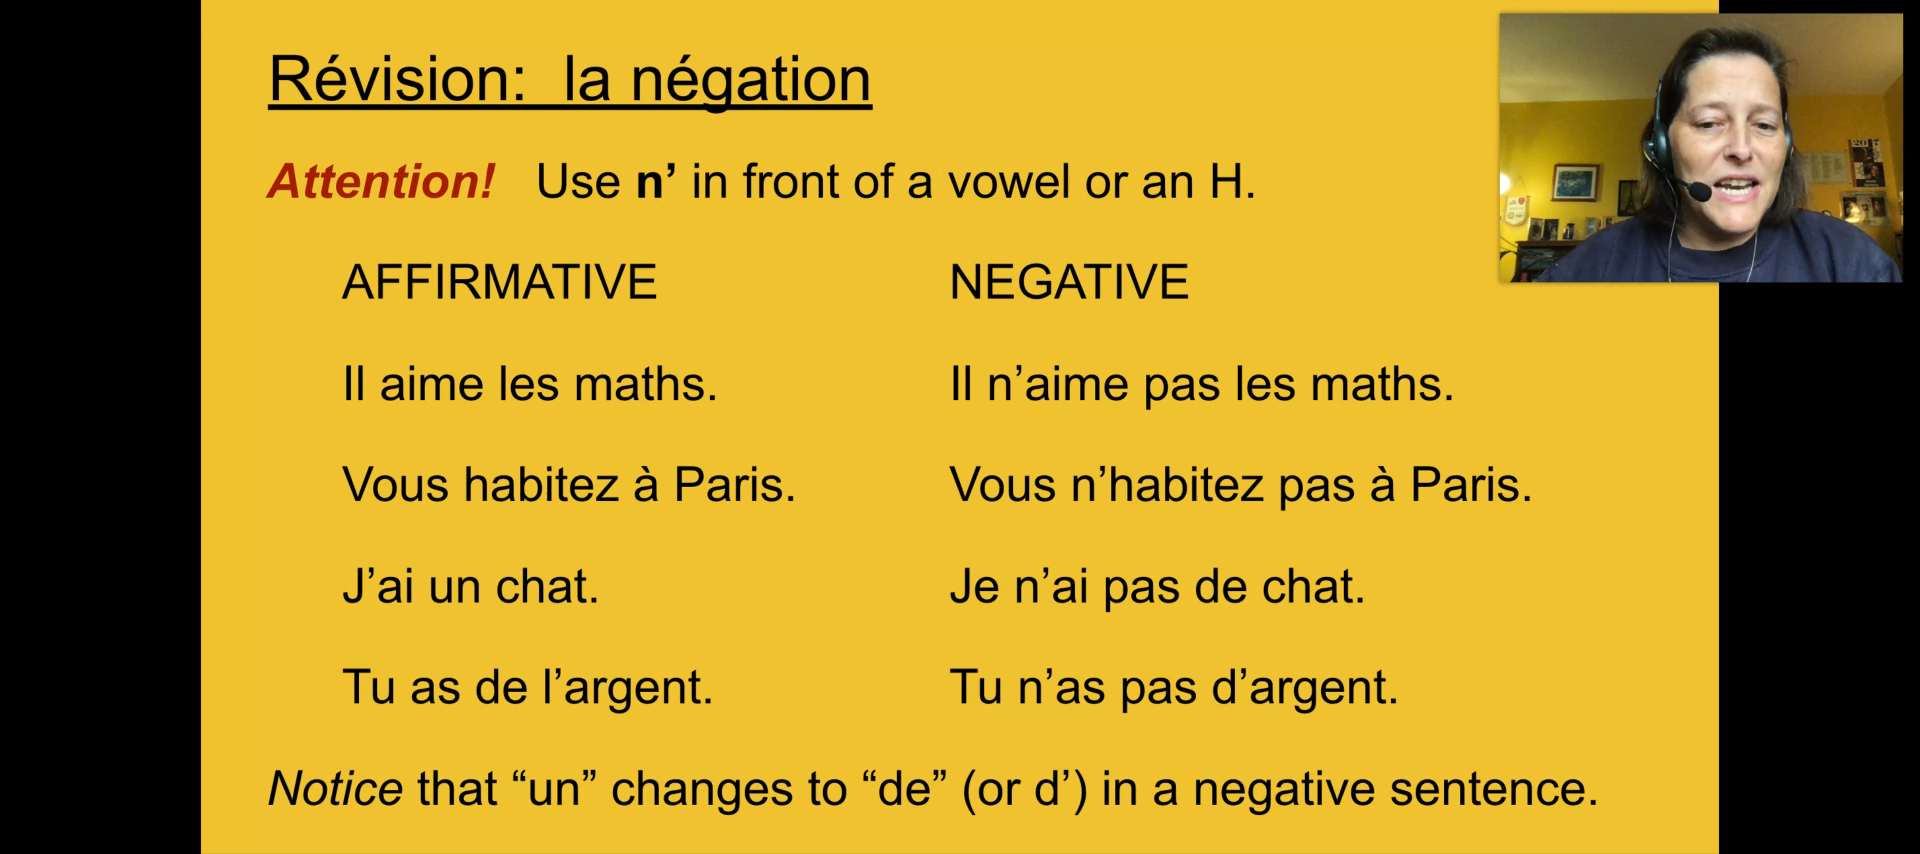 Révision: la négation
Attention! Use n’ in front of a vowel or an H.
AFFIRMATIVE NEGATIVE
Il aime les maths. Il n’aime pas les maths.
Vous habitez à Paris. Vous n’habitez pas à Paris.
J’ai un chat. Je n’ai pas de chat.
Tu as de l’argent. Tu n’as pas d’argent.
Notice that “un” changes to “de” (or d’) in a negative sentence.